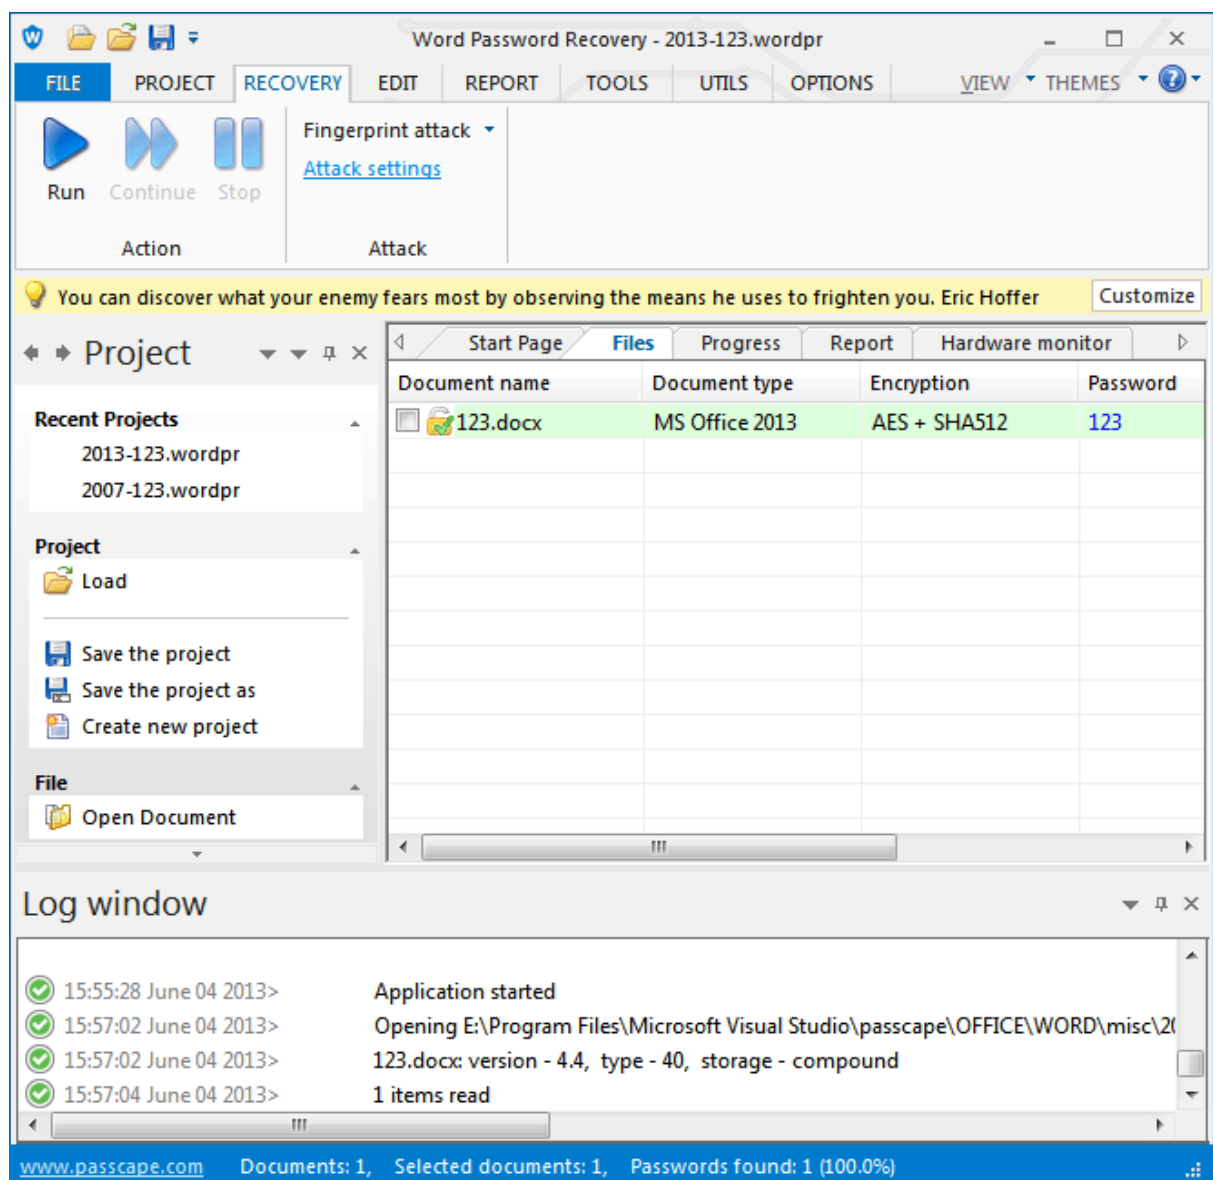 Word Password Recovery - 2013-123.wordpr
FILE PROJECT RECOVERY EDIT REPORT TOOLS UTILS OPTIONS VIEW THEMES
Fingerprint attack
Attack settings
Run Continue Stop
Action Attack
You can discover what your enemy fears most by observing the means he uses to frighten you. Eric Hoffer Customize
Project
Recent Projects
2013-123.wordpr
2007-123.wordpr
Project
Load
Save the project
Save the project as
Create new project
File
Open Document
Start Page Files Progress Report Hardware monitor
Document name Document type Encryption Password
123.docx MS Office 2013 AES + SHA512 123
Log window
15:55:28 June 04 2013> Application started
15:57:02 June 04 2013> Opening E:\Program Files\Microsoft Visual Studio\passcape\OFFICE\WORD\misc\20
15:57:02 June 04 2013> 123.docx: version - 4.4, type - 40, storage - compound
15:57:04 June 04 2013> 1 items read
www.passcape.com Documents: 1, Selected documents: 1, Passwords found: 1 (100.0%)